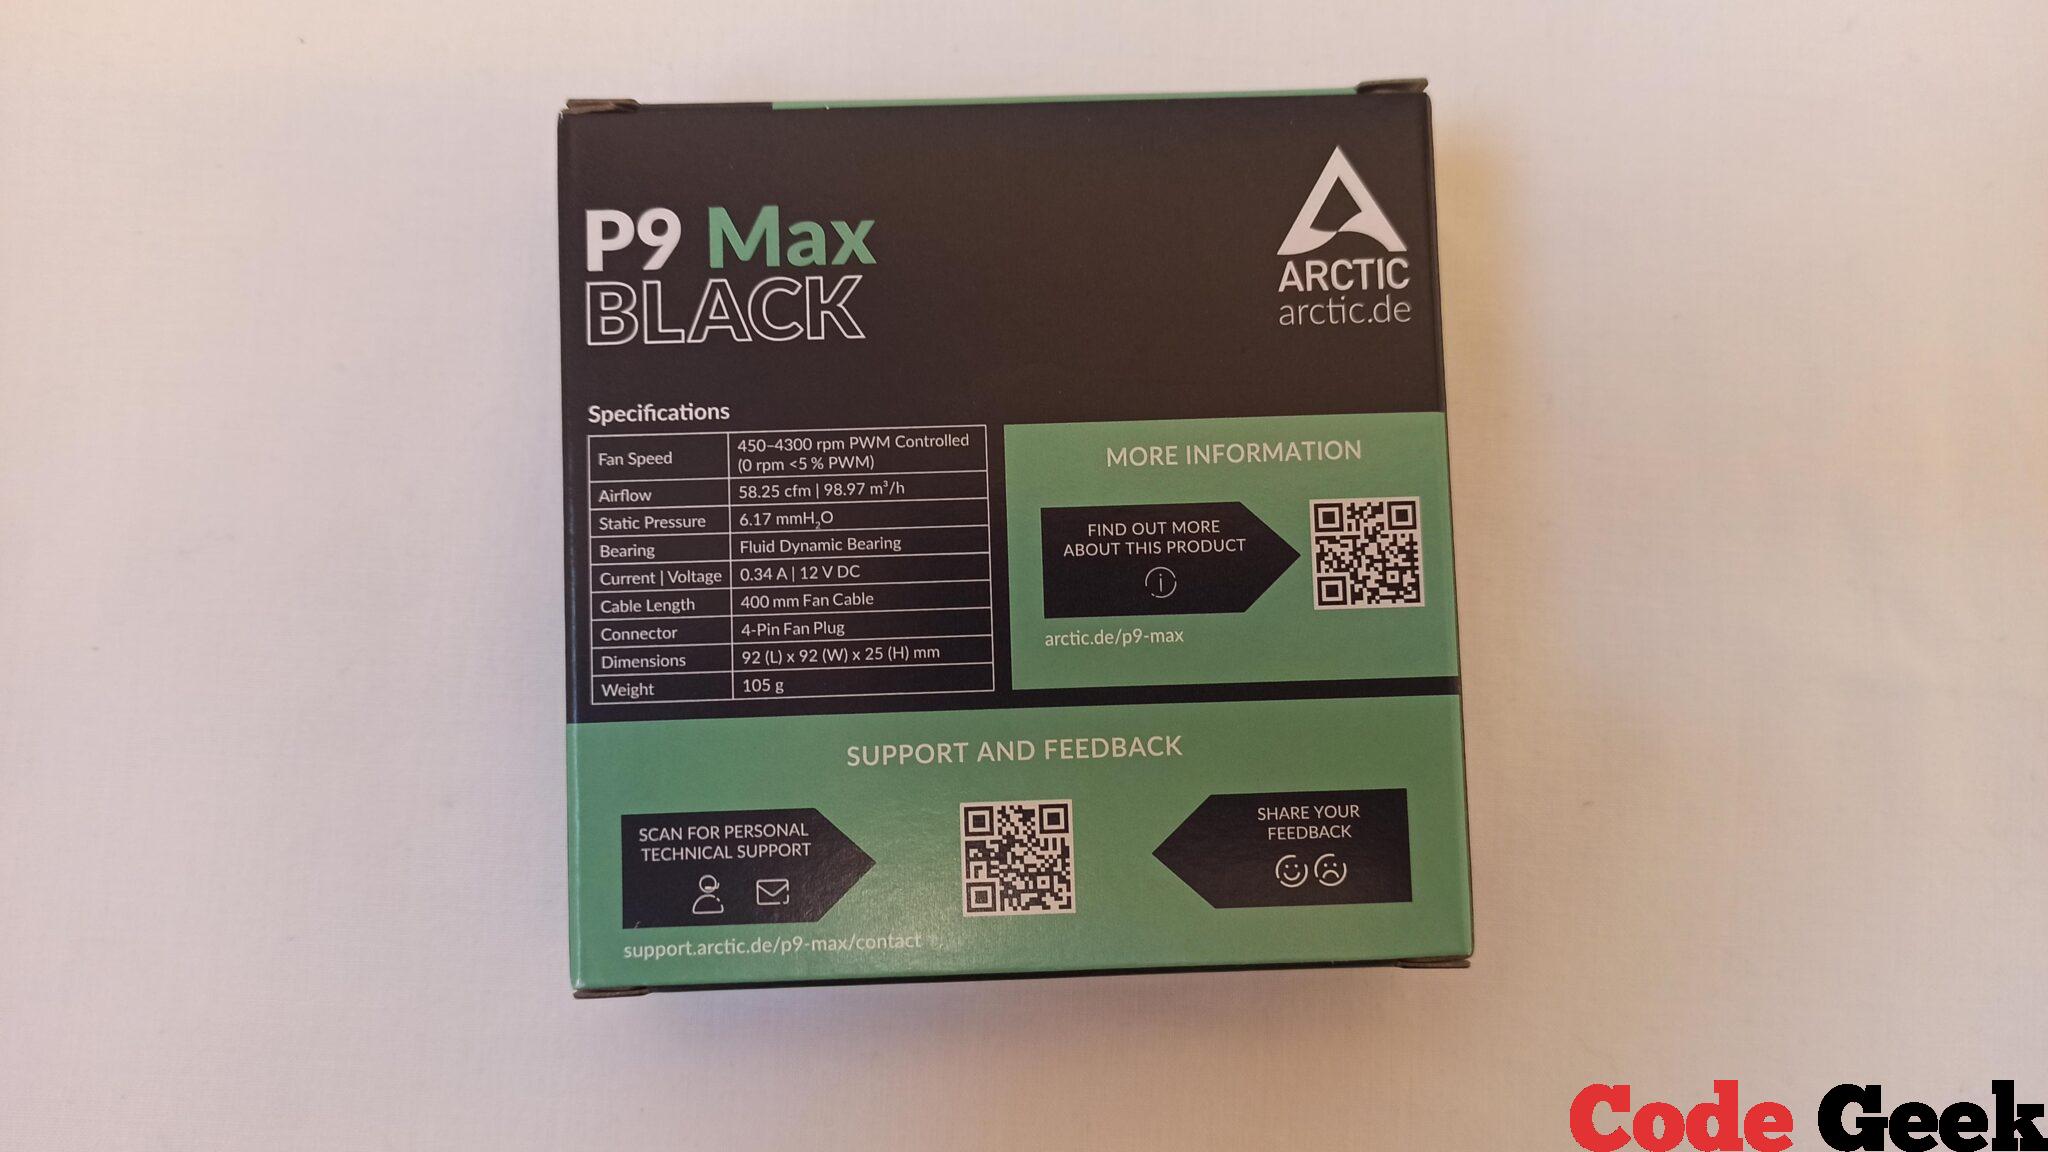 P9 Max
BLACK
ARCTIC
arctic.de
Specifications
Fan Speed
450–4300 rpm PWM Controlled
(0 rpm <5 % PWM)
Airflow
58.25 cfm | 98.97 m³/h
Static Pressure
6.17 mmH₂O
Bearing
Fluid Dynamic Bearing
Current | Voltage
0.34 A | 12 V DC
Cable Length
400 mm Fan Cable
Connector
4-Pin Fan Plug
Dimensions
92 (L) x 92 (W) x 25 (H) mm
Weight
105 g
MORE INFORMATION
FIND OUT MORE
ABOUT THIS PRODUCT
arctic.de/p9-max
SUPPORT AND FEEDBACK
SCAN FOR PERSONAL
TECHNICAL SUPPORT
support.arctic.de/p9-max/contact
SHARE YOUR
FEEDBACK
Code Geek